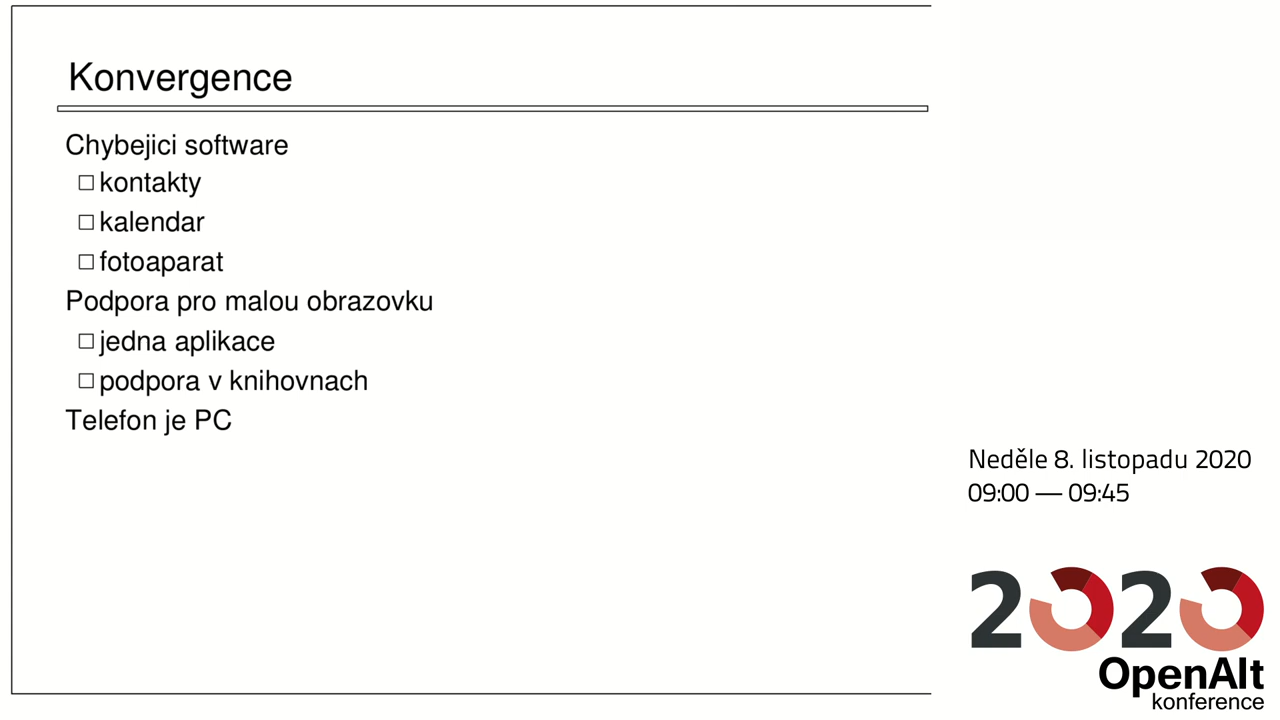 Konvergence
Chybejici software
kontakty
kalendar
fotoaparat
Podpora pro malou obrazovku
jedna aplikace
podpora v knihovnach
Telefon je PC
Neděle 8. listopadu 2020
09:00 — 09:45
2020
OpenAlt
konference